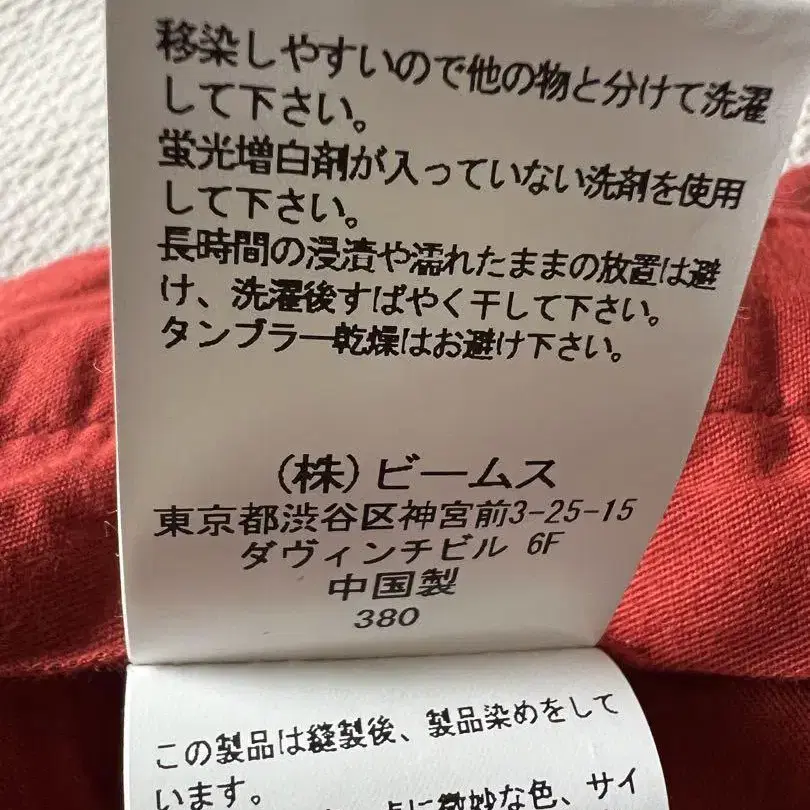 移染しやすいので他の物と分けて洗濯
して下さい。
蛍光増白剤が入っていない洗剤を使用
して下さい。
長時間の浸漬や濡れたままの放置は避
け、洗濯後すばやく干して下さい。
タンブラー乾燥はお避け下さい。
(株)ビームス
東京都渋谷区神宮前3-25-15
ダヴィンチビル 6F
中国製
380
この製品は縫製後、製品染めをして
います。
に微妙な色、サイ